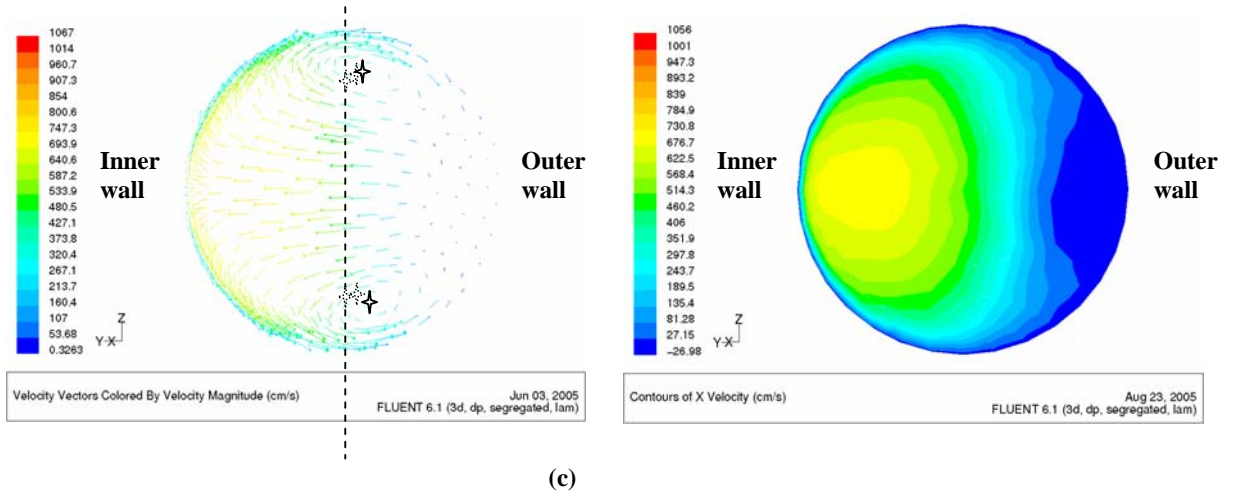 1067
1014
960.7
907.3
854
800.6
747.3
693.9
640.6
587.2
533.9
480.5
427.1
373.8
320.4
267.1
213.7
160.4
107
53.68
0.3263
Inner
wall
Outer
wall
Z
Y-X
Velocity Vectors Colored By Velocity Magnitude (cm/s)
Jun 03, 2005
FLUENT 6.1 (3d, dp, segregated, lam)
1056
1001
947.3
893.2
839
784.9
730.8
676.7
622.5
568.4
514.3
460.2
406
351.9
297.8
243.7
189.5
135.4
81.28
27.15
-26.98
Inner
wall
Outer
wall
Z
Y-X
Contours of X Velocity (cm/s)
Aug 23, 2005
FLUENT 6.1 (3d, dp, segregated, lam)
(c)